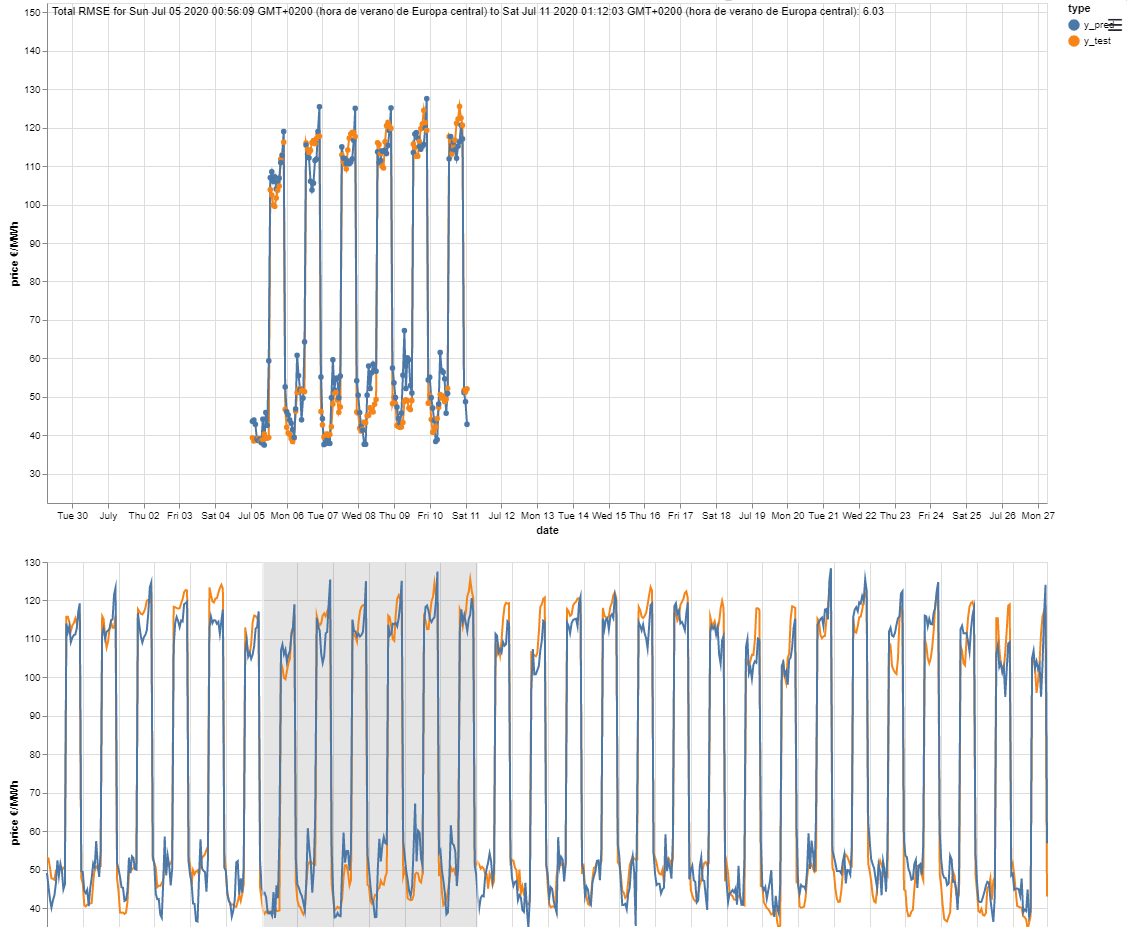 Total RMSE for Sun Jul 05 2020 00:56:09 GMT+0200 (hora de verano de Europa central) to Sat Jul 11 2020 01:12:03 GMT+0200 (hora de verano de Europa central): 6.03
type
y_pred
y_test
150
140
130
120
110
100
90
80
70
60
50
40
30
price €/MW/h
Tue 30 July Thu 02 Fri 03 Sat 04 Jul 05 Mon 06 Tue 07 Wed 08 Thu 09 Fri 10 Sat 11 Jul 12 Mon 13 Tue 14 Wed 15 Thu 16 Fri 17 Sat 18 Jul 19 Mon 20 Tue 21 Wed 22 Thu 23 Fri 24 Sat 25 Jul 26 Mon 27
date
130
120
110
100
90
80
70
60
50
40
price €/MW/h